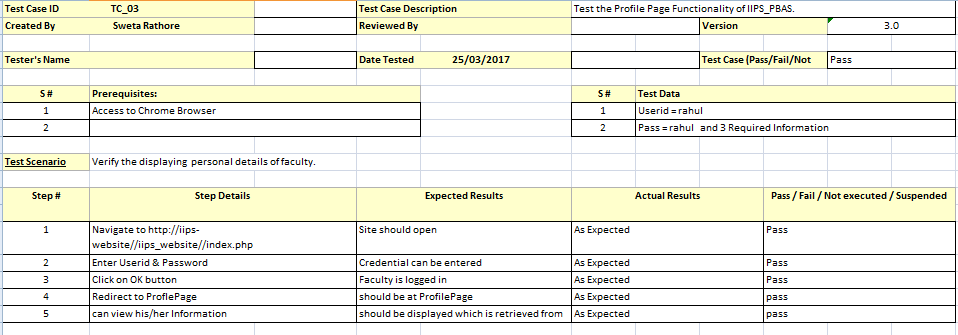 Test Case ID TC_03 Test Case Description Test the Profile Page Functionality of IIPS_PBAS.
Created By Sweta Rathore Reviewed By Version 3.0
Tester's Name Date Tested 25/03/2017 Test Case (Pass/Fail/Not Pass
S # Prerequisites: S # Test Data
1 Access to Chrome Browser 1 Userid = rahul
2 2 Pass = rahul and 3 Required Information
Test Scenario Verify the displaying personal details of faculty.
Step # Step Details Expected Results Actual Results Pass / Fail / Not executed / Suspended
1 Navigate to http://iips- Site should open As Expected Pass
website//iips_website//index.php
2 Enter Userid & Password Credential can be entered As Expected Pass
3 Click on OK button Faculty is logged in As Expected Pass
4 Redirect to ProflePage should be at ProfilePage As Expected pass
5 can view his/her Information should be displayed which is retrieved from As Expected pass